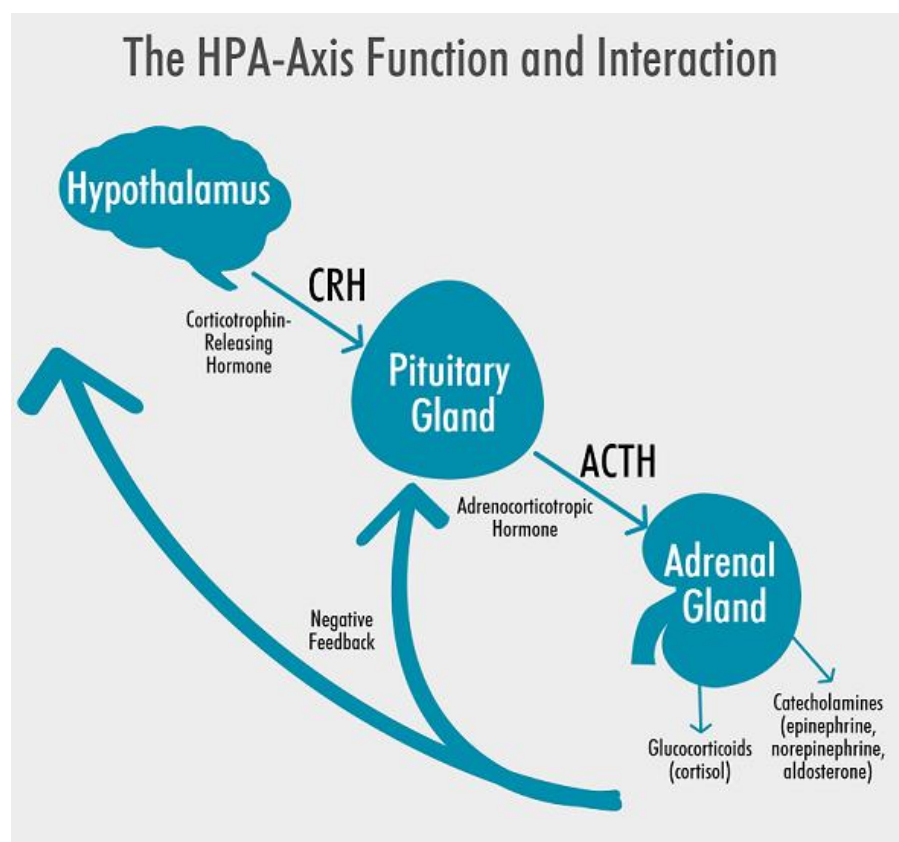 The HPA-Axis Function and Interaction
Hypothalamus
CRH
Corticotrophin-
Releasing
Hormone
Pituitary
Gland
ACTH
Adrenocorticotropic
Hormone
Adrenal
Gland
Negative
Feedback
Glucocorticoids
(cortisol)
Catecholamines
(epinephrine,
norepinephrine,
aldosterone)